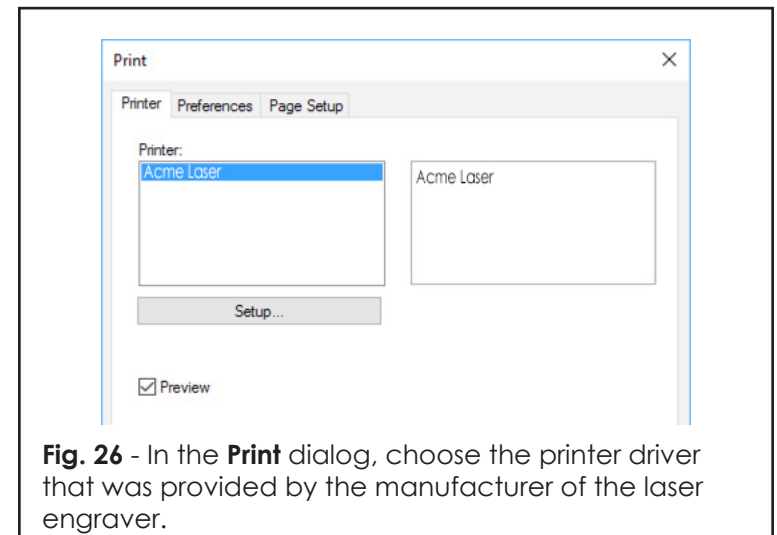 Print
Printer Preferences Page Setup
Printer:
Acme Laser
Acme Laser
Setup...
Preview
Fig. 26 - In the Print dialog, choose the printer driver
that was provided by the manufacturer of the laser
engraver.